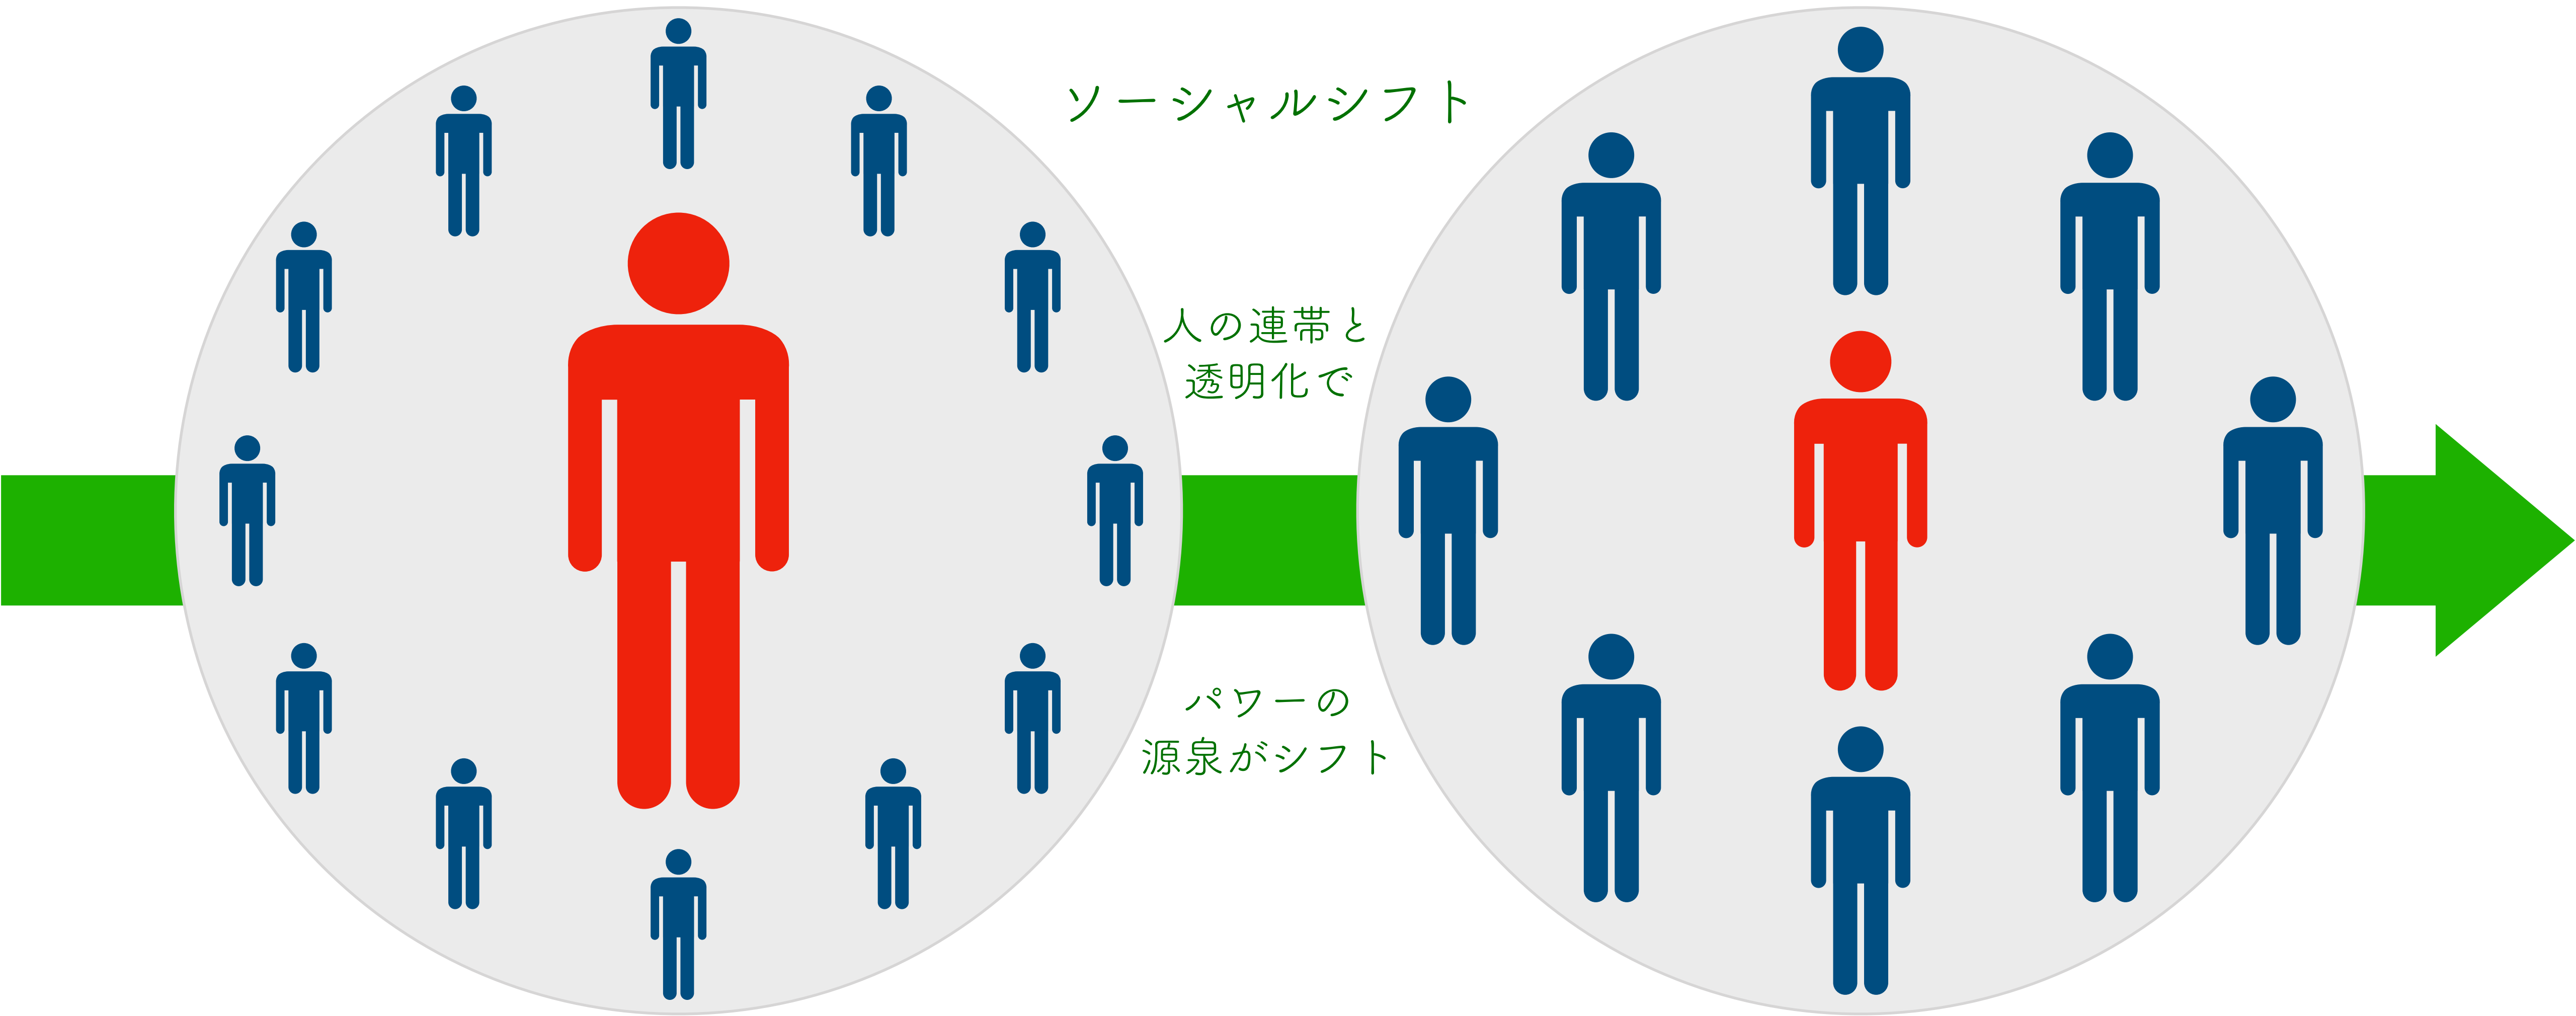 ソーシャルシフト
人の連帯と
透明化で
パワーの
源泉がシフト